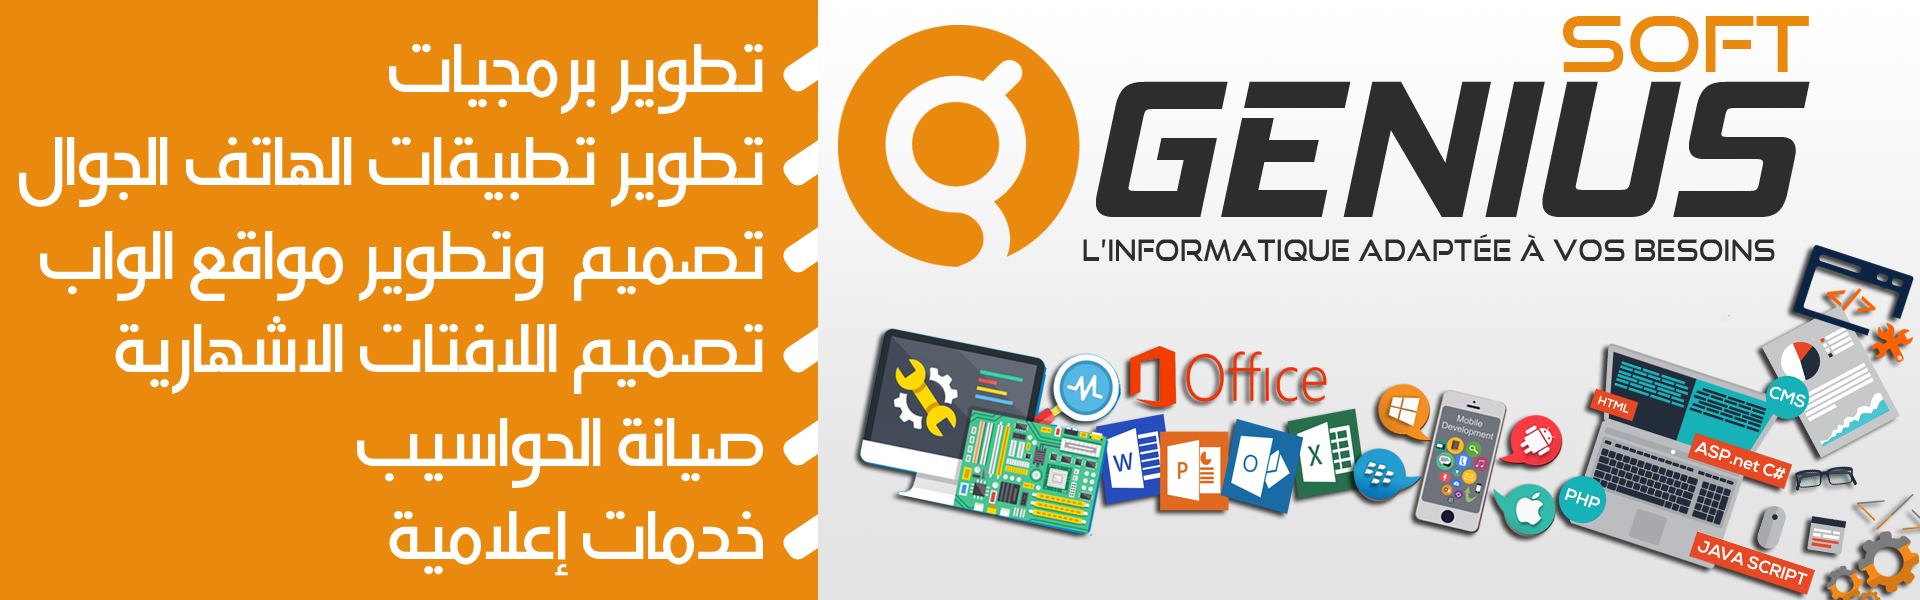 تطوير برمجيات
تطوير تطبيقات الهاتف الجوال
تصميم وتطوير مواقع الواب
تصميم اللافتات الاشهارية
صيانة الحواسيب
خدمات إعلامية
SOFT
GENIUS
L'INFORMATIQUE ADAPTÉE À VOS BESOINS
Office
W
P
O
X
Mobile
Development
</>
HTML
CMS
ASP.net C#
PHP
JAVA SCRIPT